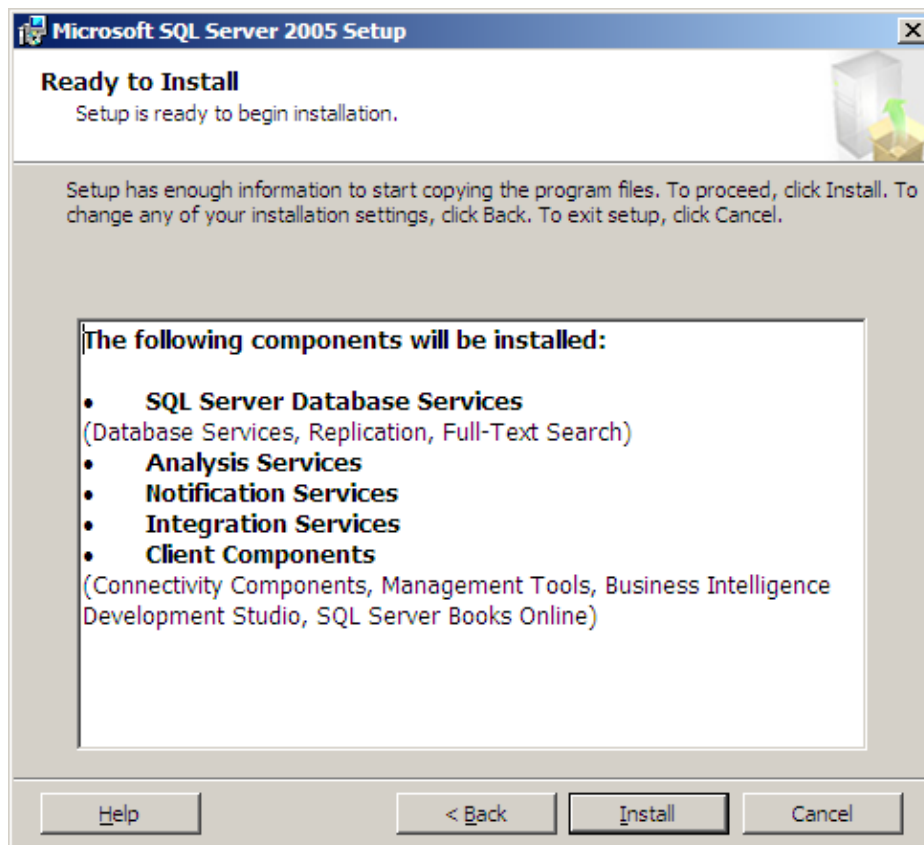 Microsoft SQL Server 2005 Setup
Ready to Install
Setup is ready to begin installation.
Setup has enough information to start copying the program files. To proceed, click Install. To
change any of your installation settings, click Back. To exit setup, click Cancel.
The following components will be installed:
• SQL Server Database Services
(Database Services, Replication, Full-Text Search)
• Analysis Services
• Notification Services
• Integration Services
• Client Components
(Connectivity Components, Management Tools, Business Intelligence
Development Studio, SQL Server Books Online)
Help
< Back
Install
Cancel